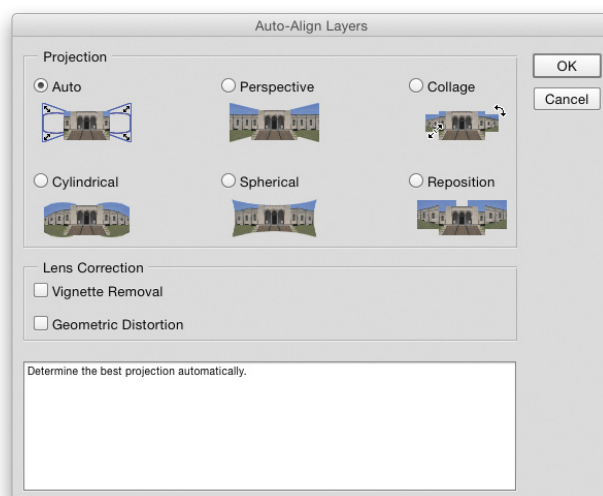 Auto-Align Layers
Projection
Auto
Perspective
Collage
Cylindrical
Spherical
Reposition
Lens Correction
Vignette Removal
Geometric Distortion
Determine the best projection automatically.
OK
Cancel